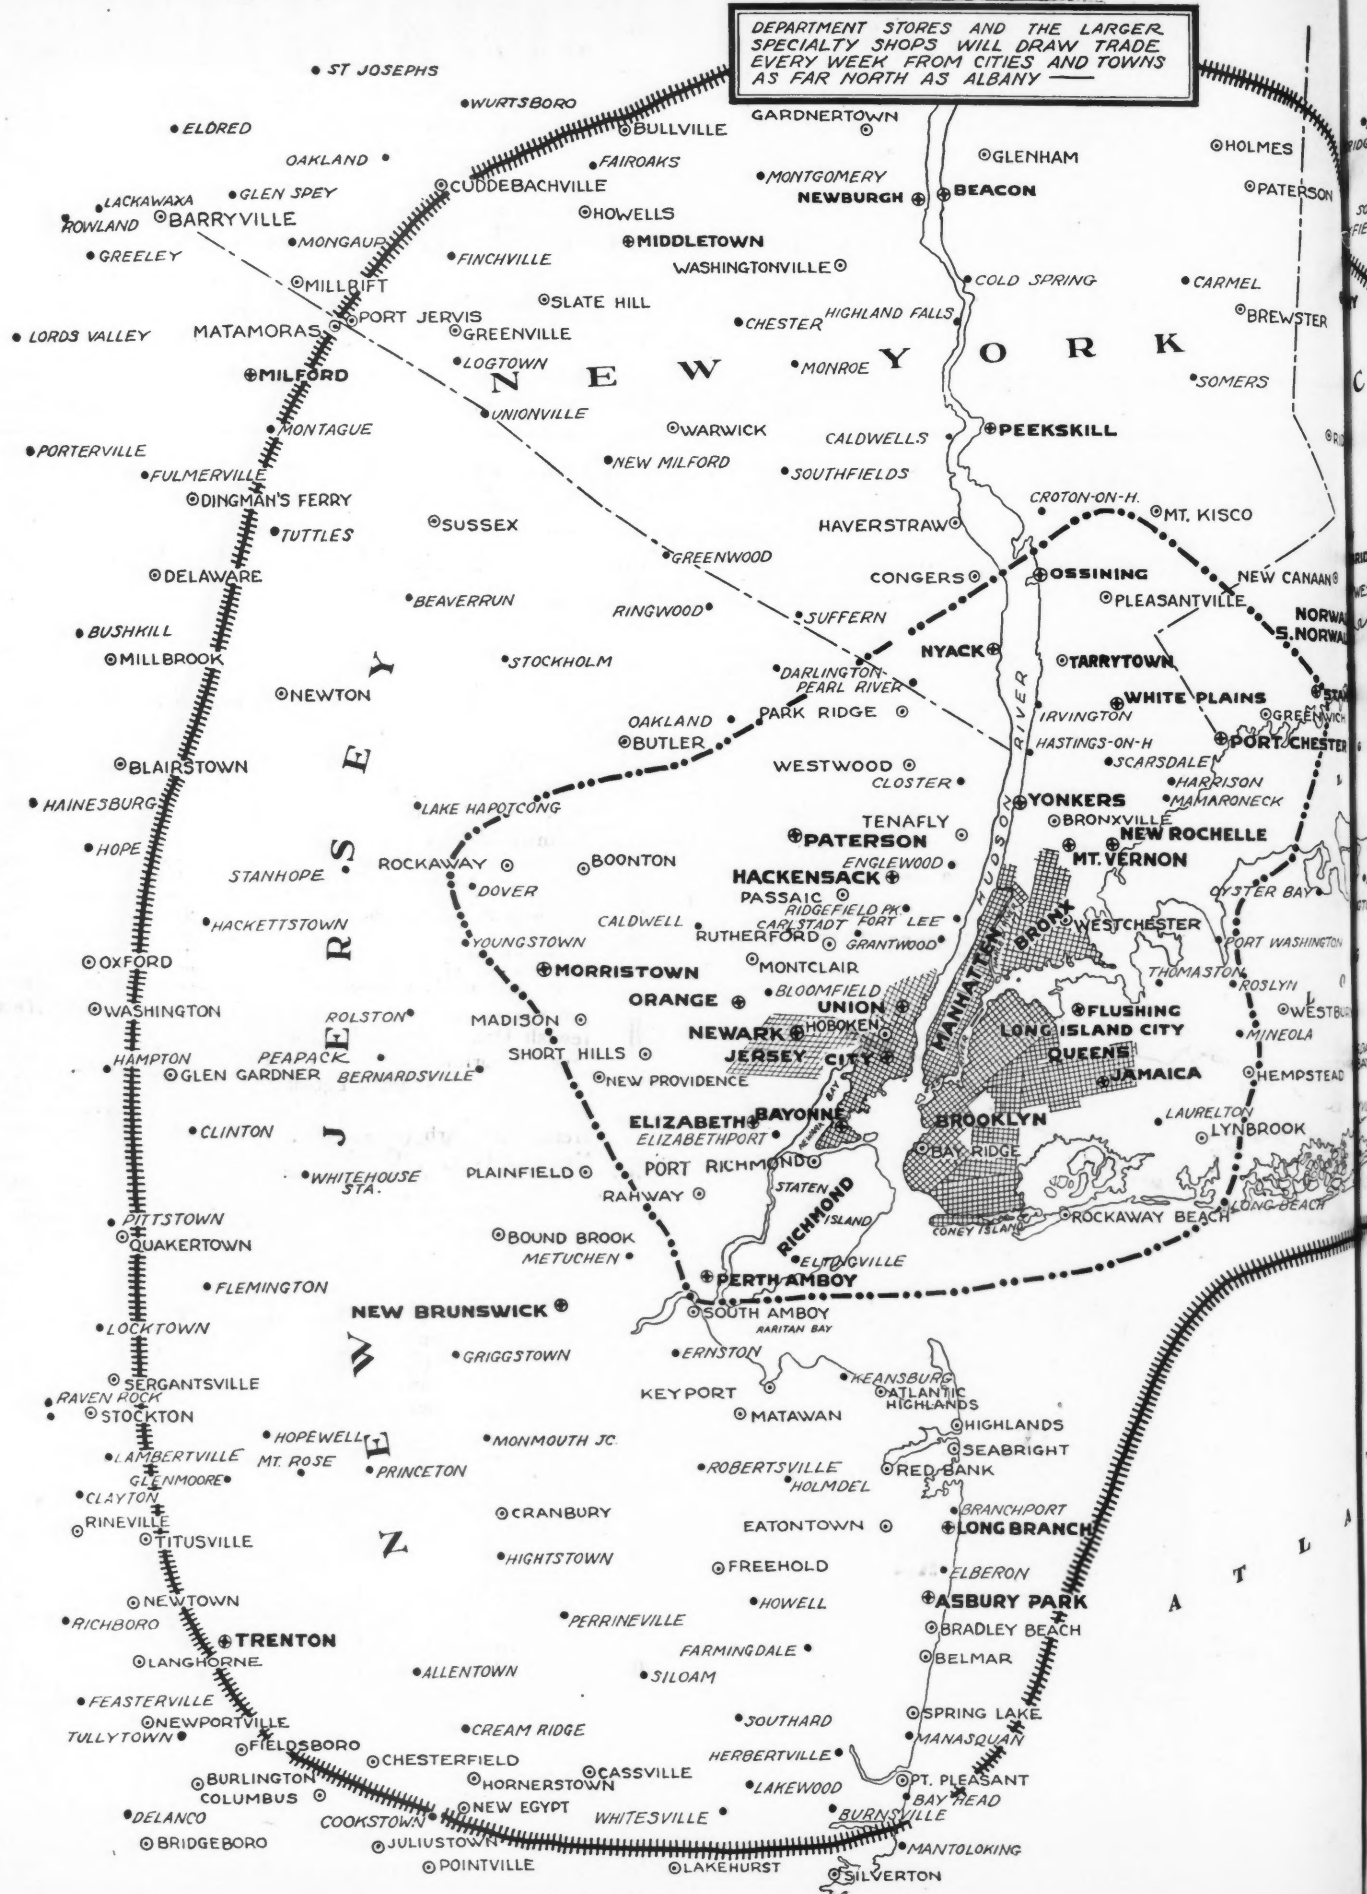 DEPARTMENT STORES AND THE LARGER
SPECIALTY SHOPS WILL DRAW TRADE
EVERY WEEK FROM CITIES AND TOWNS
AS FAR NORTH AS ALBANY
ST JOSEPHS
WURTSBORO
GARDNERTOWN
ELDRED
BULLVILLE
OAKLAND
FAIROAKS
GLENHAM
HOLMES
CUDDEBACHVILLE
MONTGOMERY
PATERSON
LACKAWAXA
GLEN SPEY
NEWBURGH
BEACON
ROWLAND
BARRYVILLE
HOWELLS
MONGAUP
MIDDLETOWN
GREELEY
FINCHVILLE
WASHINGTONVILLE
MILLRIFT
COLD SPRING
CARMEL
SLATE HILL
PORT JERVIS
CHESTER
HIGHLAND FALLS
BREWSTER
LORDS VALLEY
MATAMORAS
GREENVILLE
NEW YORK
MILFORD
LOGTOWN
MONROE
SOMERS
UNIONVILLE
MONTAGUE
WARWICK
CALDWELLS
PEEKSKILL
PORTERVILLE
NEW MILFORD
FULMERVILLE
SOUTHFIELDS
DINGMAN'S FERRY
CROTON-ON-H.
MT. KISCO
TUTTLES
SUSSEX
HAVERSTRAW
GREENWOOD
DELAWARE
CONGERS
OSSINING
NEW CANAAN
BEAVERRUN
RINGWOOD
SUFFERN
PLEASANTVILLE
NORWA
BUSHKILL
S. NORWAL
MILLBROOK
STOCKHOLM
NYACK
TARRYTOWN
DARLINGTON
PEARL RIVER
NEWTON
WHITE PLAINS
STAM
OAKLAND
PARK RIDGE
IRVINGTON
GREENWICH
BUTLER
HASTINGS-ON-H
PORT CHESTER
BLAIRSTOWN
WESTWOOD
SCARSDALE
CLOSTER
HARRISON
HAINESBURG
LAKE HAPOTCONG
YONKERS
MAMARONECK
HUDSON RIVER
TENAFLY
BRONXVILLE
PATERSON
NEW ROCHELLE
HOPE
MT. VERNON
ROCKAWAY
BOONTON
ENGLEWOOD
STANHOPE
HACKENSACK
DOVER
PASSAIC
OYSTER BAY
RIDGEFIELD PK.
HACKETTSTOWN
CALDWELL
CARLSTADT
FORT LEE
BRONX
WESTCHESTER
YOUNGSTOWN
RUTHERFORD
GRANTWOOD
PORT WASHINGTON
OXFORD
MORRISTOWN
MONTCLAIR
MANHATTEN
THOMASTON
ROSLYN
ORANGE
BLOOMFIELD
WASHINGTON
ROLSTON
MADISON
UNION
FLUSHING
WESTBUR
NEWARK
HOBOKEN
LONG ISLAND CITY
MINEOLA
HAMPTON
PEAPACK
SHORT HILLS
JERSEY CITY
QUEENS
GLEN GARDNER
BERNARDSVILLE
NEW PROVIDENCE
JAMAICA
HEMPSTEAD
CLINTON
ELIZABETH
BAYONNE
NEWARK BAY
BROOKLYN
LAURELTON
ELIZABETHPORT
LYNBROOK
WHITEHOUSE
STA.
PLAINFIELD
PORT RICHMOND
BAY RIDGE
RAHWAY
STATEN
ISLAND
RICHMOND
PITTSTOWN
LONG BEACH
CONEY ISLAND
ROCKAWAY BEACH
QUAKERTOWN
BOUND BROOK
METUCHEN
ELTINGVILLE
FLEMINGTON
PERTH AMBOY
NEW BRUNSWICK
SOUTH AMBOY
RARITAN BAY
LOCKTOWN
GRIGGSTOWN
ERNSTON
NEW JERSEY
SERGANTSVILLE
KEANSBURG
RAVEN ROCK
KEYPORT
ATLANTIC
HIGHLANDS
STOCKTON
MATAWAN
HIGHLANDS
HOPEWELL
MONMOUTH JC.
SEABRIGHT
LAMBERTVILLE
MT. ROSE
PRINCETON
ROBERTSVILLE
RED BANK
GLENMOORE
HOLMDEL
CLAYTON
CRANBURY
BRANCHPORT
RINEVILLE
EATONTOWN
LONG BRANCH
TITUSVILLE
HIGHTSTOWN
FREEHOLD
ELBERON
A T L A
NEWTOWN
HOWELL
ASBURY PARK
RICHBORO
PERRINEVILLE
BRADLEY BEACH
TRENTON
FARMINGDALE
LANGHORNE
BELMAR
ALLENTOWN
SILOAM
FEASTERVILLE
NEWPORTVILLE
SOUTHARD
SPRING LAKE
TULLYTOWN
CREAM RIDGE
MANASQUAN
FIELDSBORO
HERBERTVILLE
CHESTERFIELD
CASSVILLE
BURLINGTON
HORNERSTOWN
LAKEWOOD
PT. PLEASANT
COLUMBUS
BAY HEAD
DELANCO
COOKSTOWN
NEW EGYPT
WHITESVILLE
BURNSVILLE
BRIDGEBORO
JULIUSTOWN
MANTOLOKING
POINTVILLE
LAKEHURST
SILVERTON